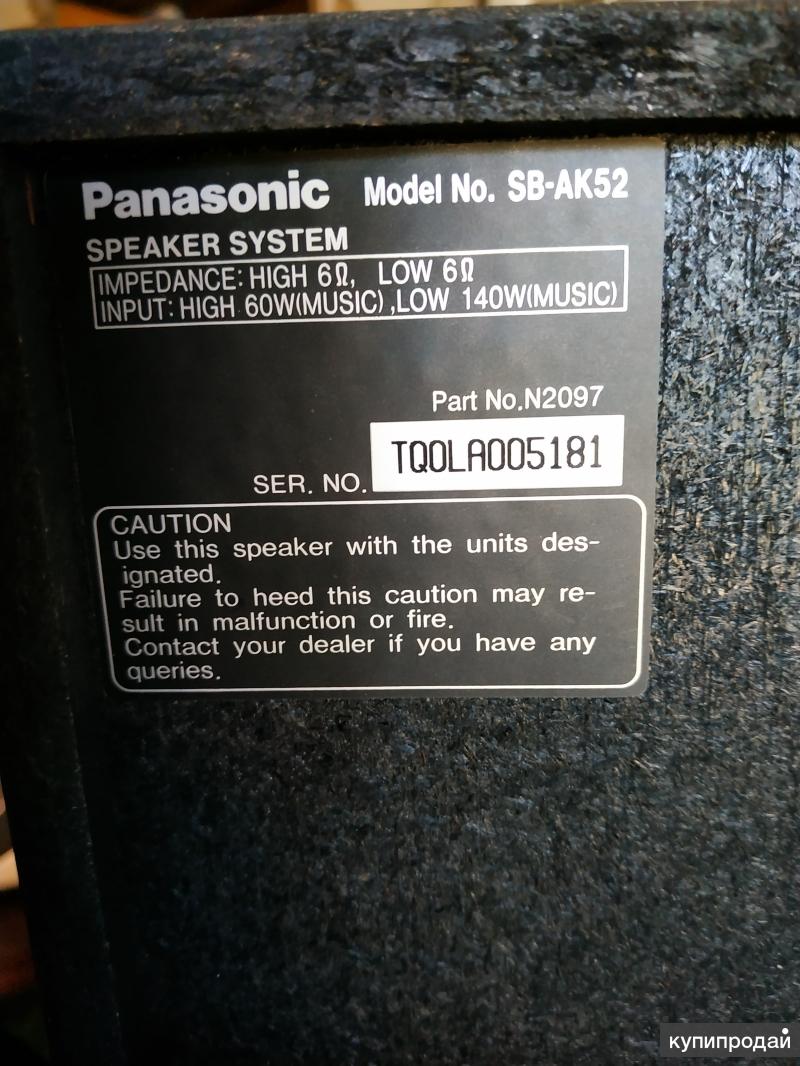 Panasonic Model No. SB-AK52
SPEAKER SYSTEM
IMPEDANCE: HIGH 6Ω, LOW 6Ω
INPUT: HIGH 60W(MUSIC) ,LOW 140W(MUSIC)
Part No.N2097
SER. NO. TQ0LA005181
CAUTION
Use this speaker with the units des-
ignated.
Failure to heed this caution may re-
sult in malfunction or fire.
Contact your dealer if you have any
queries.
купипродай